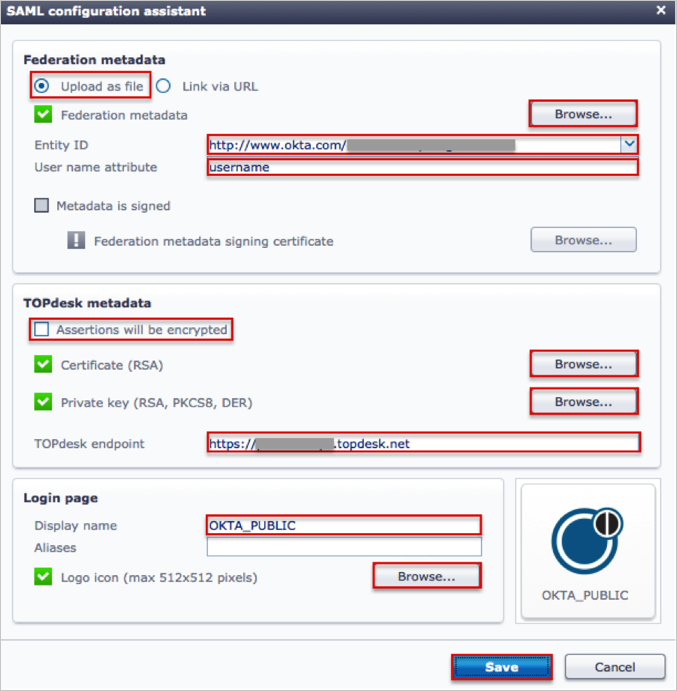 SAML configuration assistant
Federation metadata
Upload as file Link via URL
Federation metadata Browse...
Entity ID http://www.okta.com/
User name attribute username
Metadata is signed
Federation metadata signing certificate Browse...
TOPdesk metadata
Assertions will be encrypted
Certificate (RSA) Browse...
Private key (RSA, PKCS8, DER) Browse...
TOPdesk endpoint https:// .topdesk.net
Login page
Display name OKTA_PUBLIC
Aliases
Logo icon (max 512x512 pixels) Browse...
OKTA_PUBLIC
Save Cancel